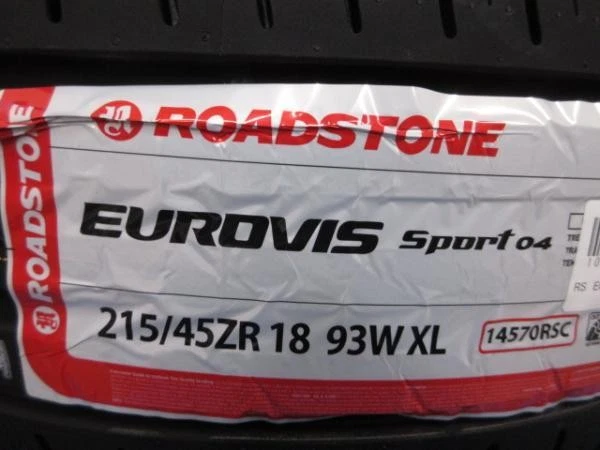 ROADSTONE
ROADSTONE
EUROVIS Sport 04
215/45ZR 18 93W XL 14570RSC